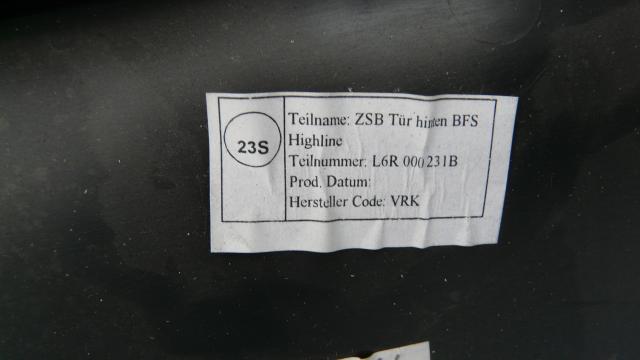 23S
Teilname: ZSB Tür hinten BFS
Highline
Teilnummer: L6R 000 231B
Prod. Datum:
Hersteller Code: VRK